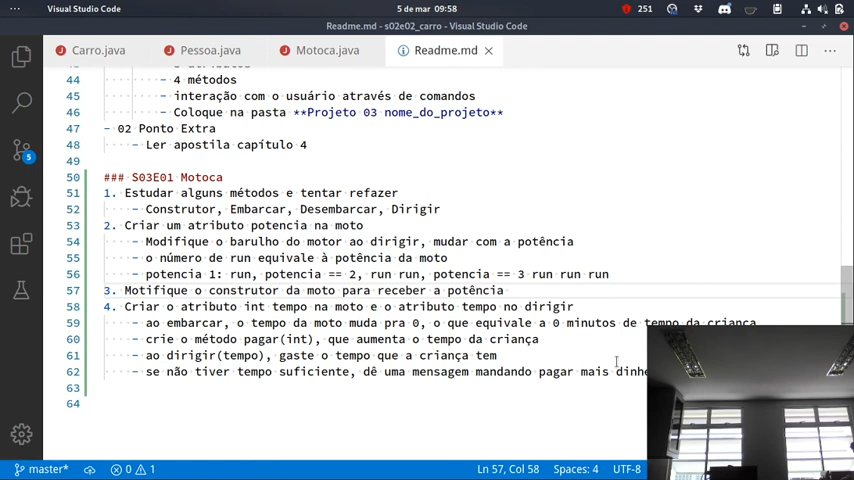 Visual Studio Code
5 de mar 09:58
251
Readme.md - s02e02_carro - Visual Studio Code
Carro.java
Pessoa.java
Motoca.java
Readme.md
44 - 4 métodos
45 - interação com o usuário através de comandos
46 - Coloque na pasta **Projeto 03 nome_do_projeto**
47 - 02 Ponto Extra
48 - Ler apostila capítulo 4
49
50 ### S03E01 Motoca
51 1. Estudar alguns métodos e tentar refazer
52 - Construtor, Embarcar, Desembarcar, Dirigir
53 2. Criar um atributo potencia na moto
54 - Modifique o barulho do motor ao dirigir, mudar com a potência
55 - o número de run equivale à potência da moto
56 - potencia 1: run, potencia == 2, run run, potencia == 3 run run run
57 3. Motifique o construtor da moto para receber a potência
58 4. Criar o atributo int tempo na moto e o atributo tempo no dirigir
59 - ao embarcar, o tempo da moto muda pra 0, o que equivale a 0 minutos de tempo da criança
60 - crie o método pagar(int), que aumenta o tempo da criança
61 - ao dirigir(tempo), gaste o tempo que a criança tem
62 - se não tiver tempo suficiente, dê uma mensagem mandando pagar mais
63
64
5
master*
0
1
Ln 57, Col 58
Spaces: 4
UTF-8